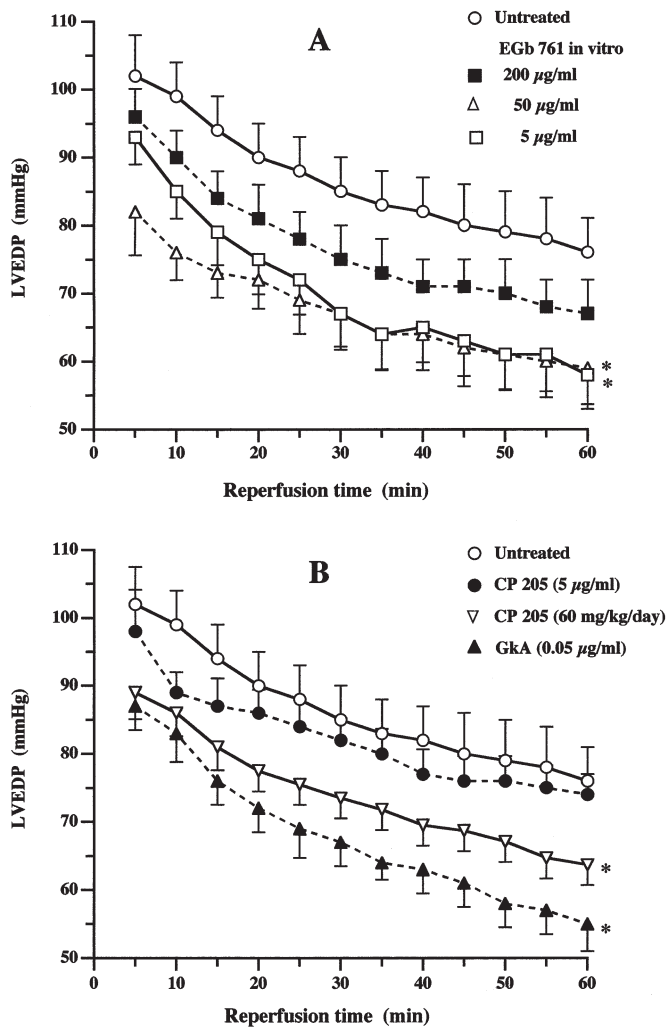 110
100
90
80
70
60
50
LVEDP (mmHg)
A
Untreated
EGb 761 in vitro
200 µg/ml
50 µg/ml
5 µg/ml
*
*
0 10 20 30 40 50 60
Reperfusion time (min)
110
100
90
80
70
60
50
LVEDP (mmHg)
B
Untreated
CP 205 (5 µg/ml)
CP 205 (60 mg/kg/day)
GkA (0.05 µg/ml)
*
*
0 10 20 30 40 50 60
Reperfusion time (min)